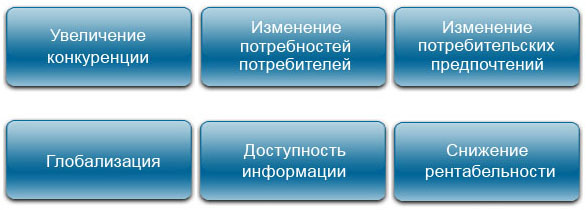 Увеличение
конкуренции
Изменение
потребностей
потребителей
Изменение
потребительских
предпочтений
Глобализация
Доступность
информации
Снижение
рентабельности